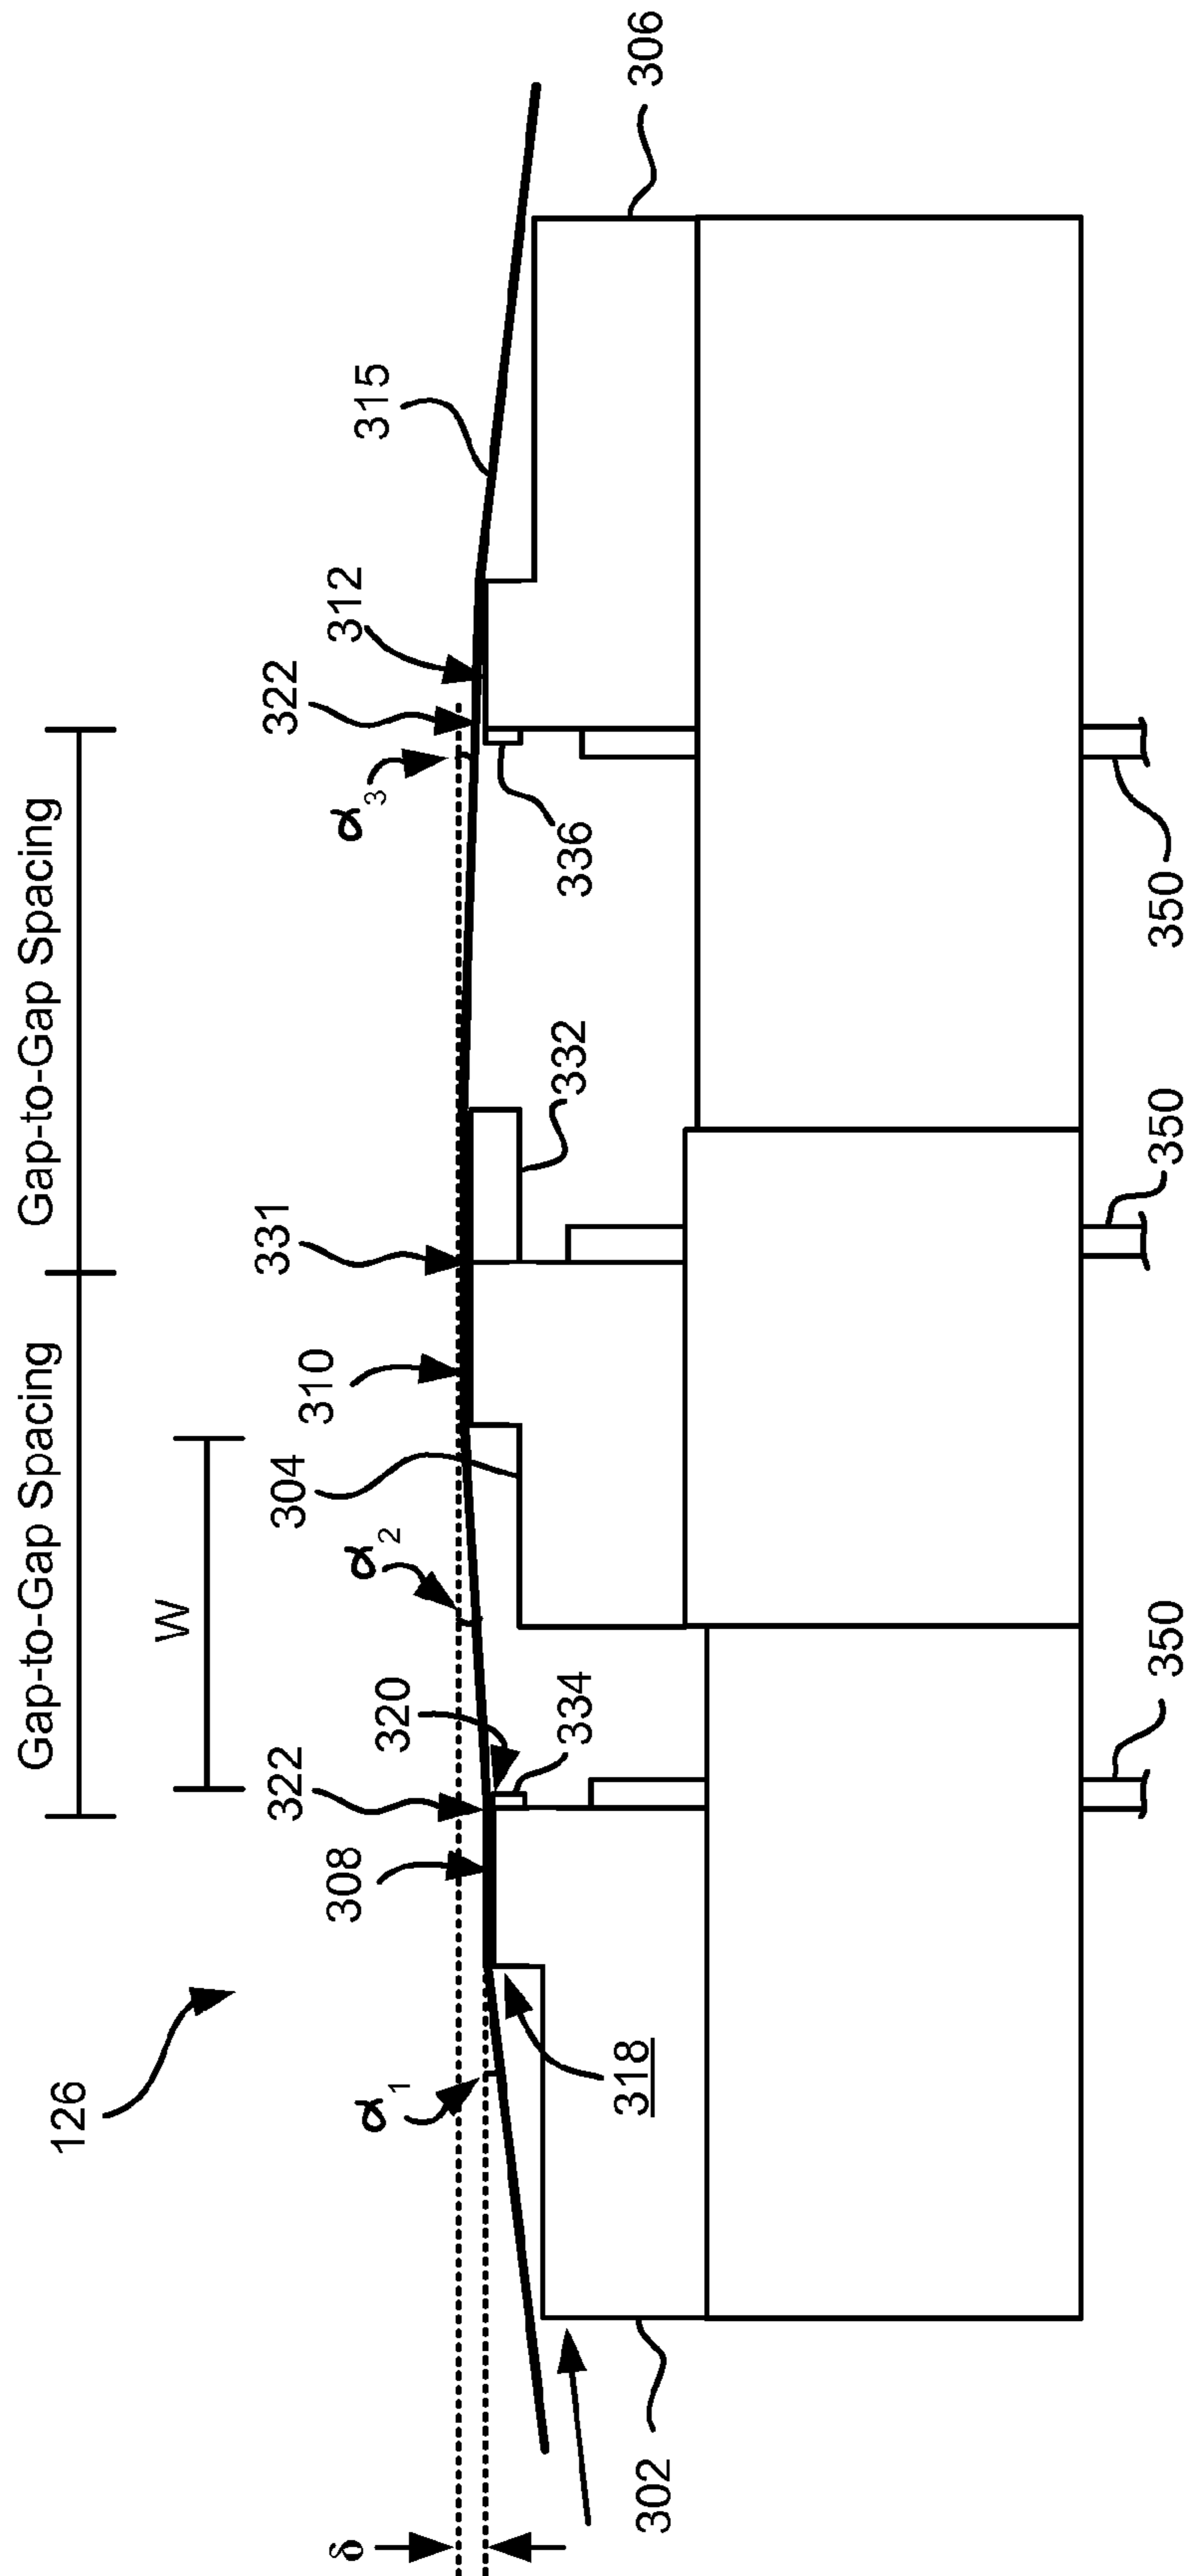 Gap-to-Gap Spacing
Gap-to-Gap Spacing
W
126
α1
308
322
320
334
α2
304
310
331
332
α3
322
312
336
315
306
δ
302
318
350
350
350